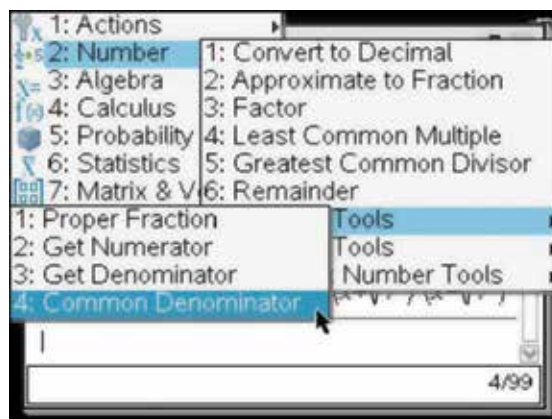 1: Actions
2: Number
3: Algebra
4: Calculus
5: Probability
6: Statistics
7: Matrix & V
1: Convert to Decimal
2: Approximate to Fraction
3: Factor
4: Least Common Multiple
5: Greatest Common Divisor
6: Remainder
Tools
Tools
Number Tools
1: Proper Fraction
2: Get Numerator
3: Get Denominator
4: Common Denominator
4/99